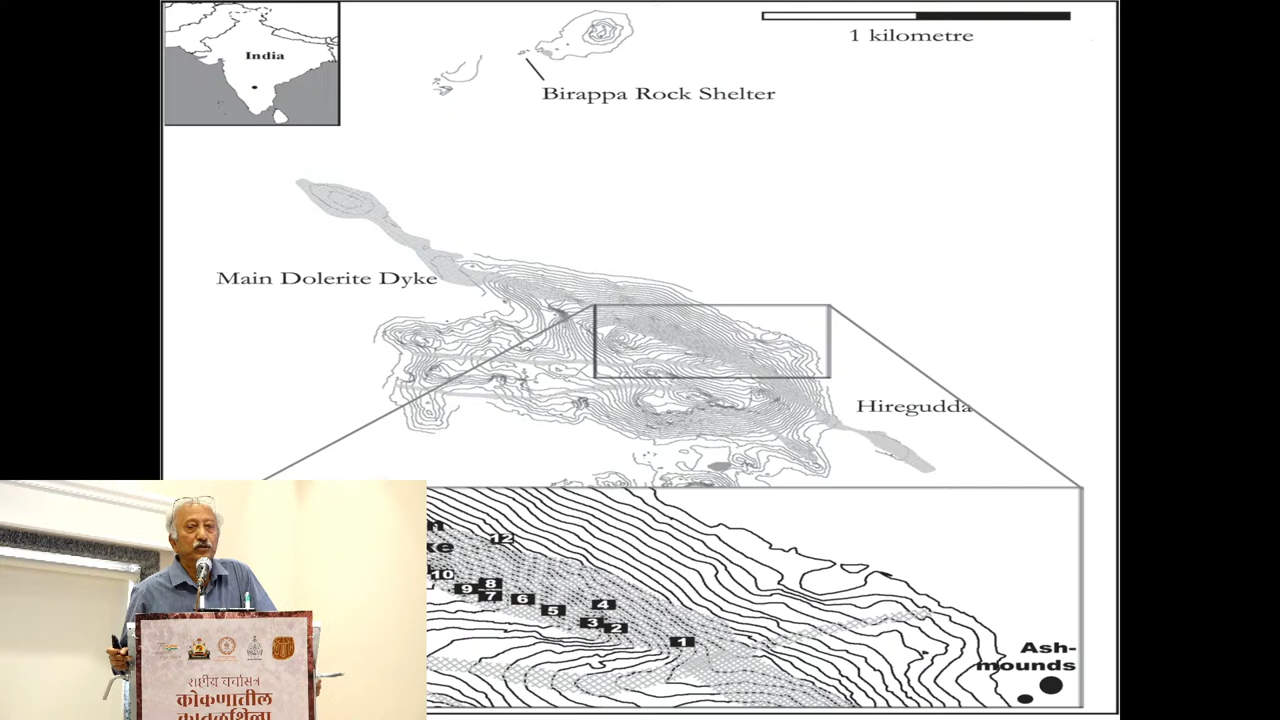 India
1 kilometre
Birappa Rock Shelter
Main Dolerite Dyke
Hiregudda
12
10
9
8
7
6
5
4
3
2
1
Ash-
mounds
राष्ट्रीय चर्चासत्र
कोकणातील
कातळशिल्प